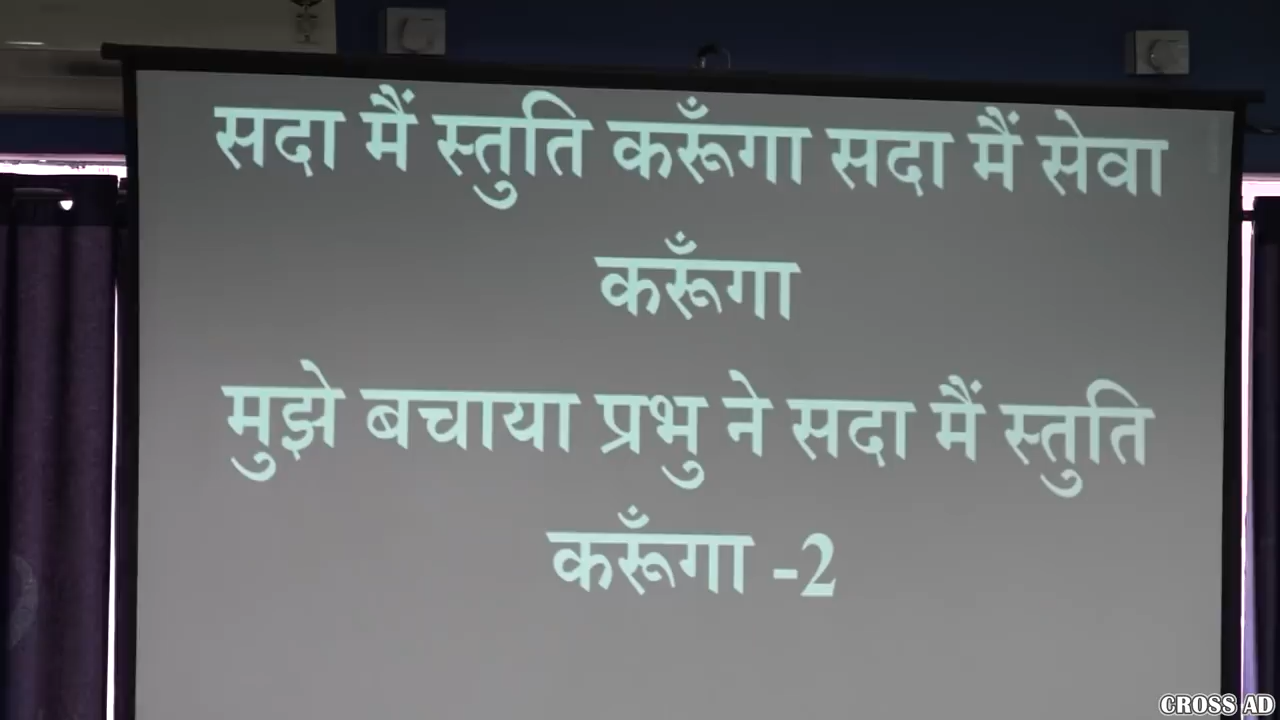 सदा मैं स्तुति करूँगा सदा मैं सेवा
करूँगा
मुझे बचाया प्रभु ने सदा मैं स्तुति
करूँगा -2
CROSS AD